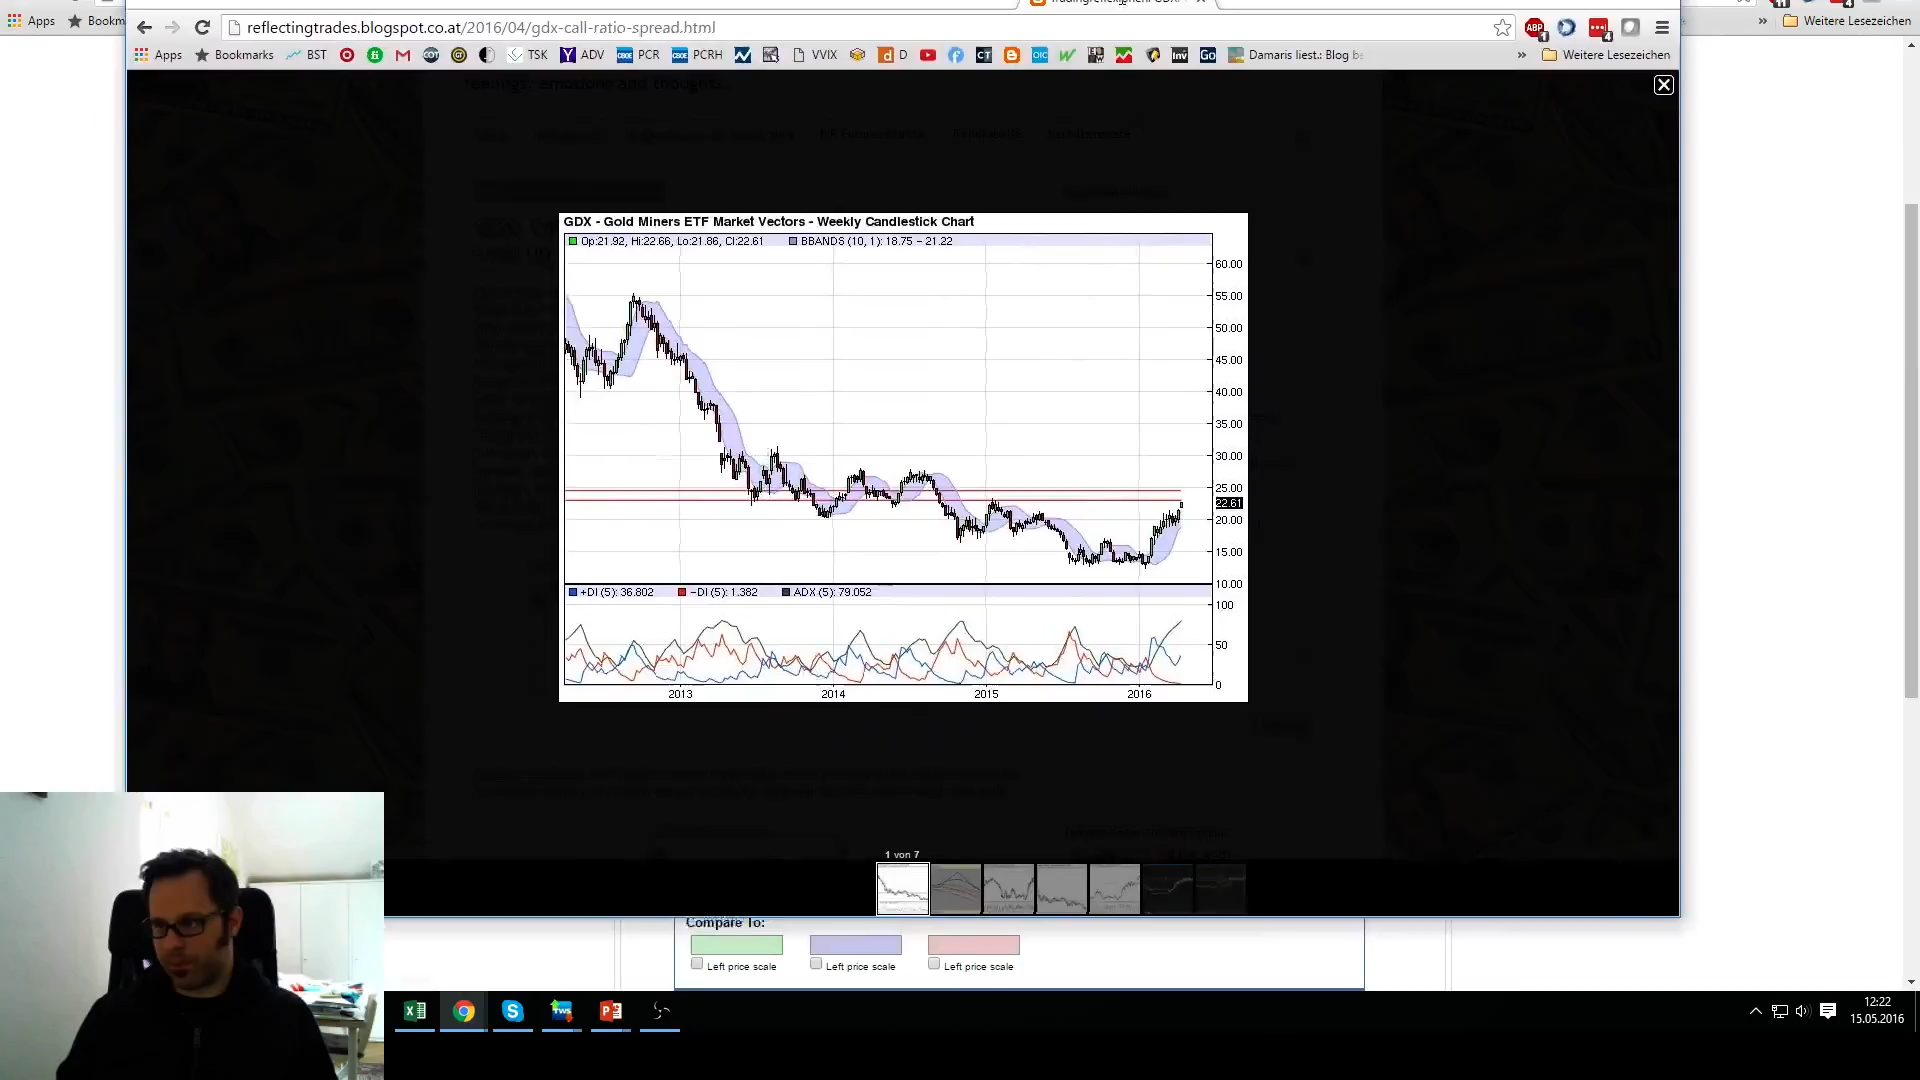 Apps
Bookm
Weitere Lesezeichen
reflectingtrades.blogspot.co.at/2016/04/gdx-call-ratio-spread.html
Apps Bookmarks BST TSK ADV PCR PCRH VVIX D Damaris liest.: Blog be » Weitere Lesezeichen
GDX - Gold Miners ETF Market Vectors - Weekly Candlestick Chart
Op:21.92, Hi:22.66, Lo:21.86, Cl:22.61 BBANDS (10, 1): 18.75 – 21.22
60.00
55.00
50.00
45.00
40.00
35.00
30.00
25.00
22.61
20.00
15.00
10.00
+DI (5): 36.802 –DI (5): 1.382 ADX (5): 79.052
100
50
0
2013 2014 2015 2016
1 von 7
Compare To:
Left price scale Left price scale Left price scale
12:22
15.05.2016